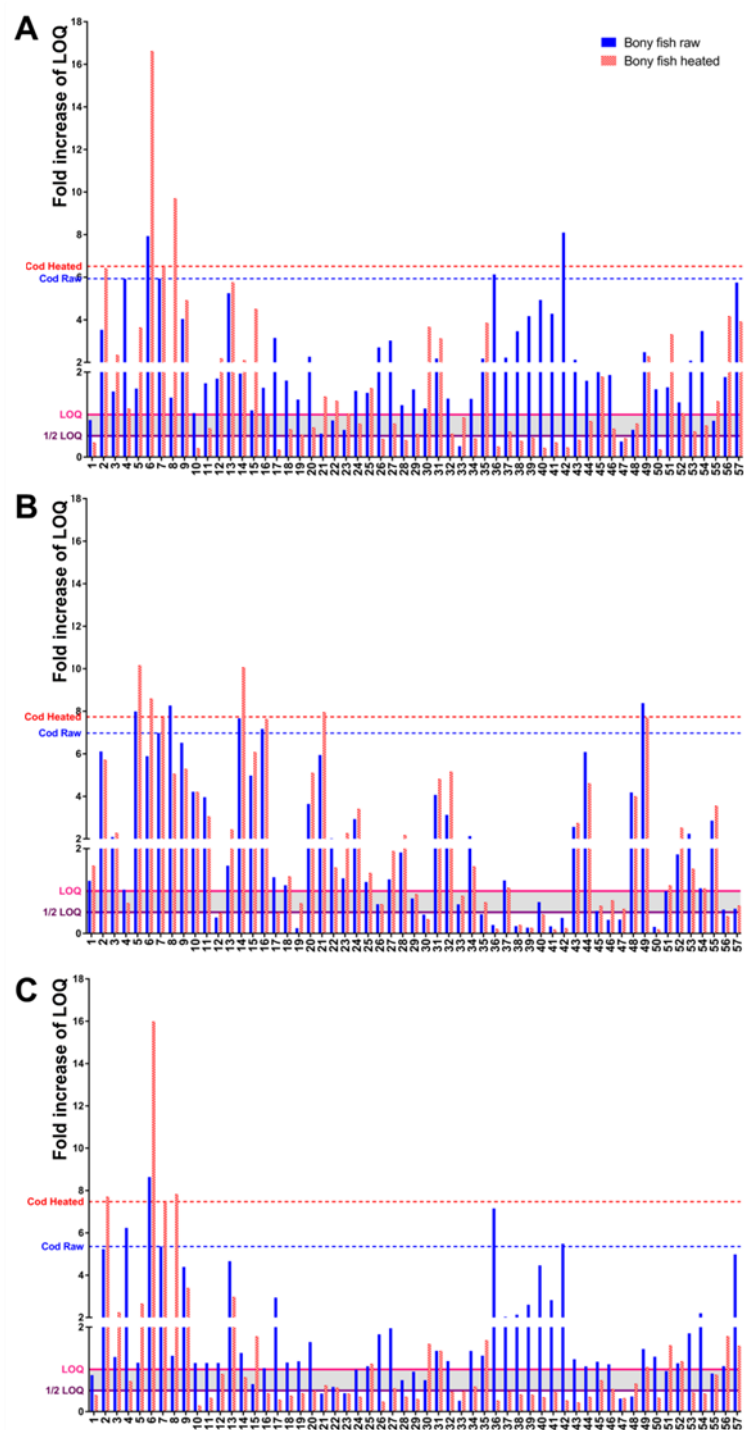 A
Fold increase of LOQ
18
16
14
12
10
8
6
4
2
2
0
Bony fish raw
Bony fish heated
Cod Heated
Cod Raw
LOQ
1/2 LOQ
1 2 3 4 5 6 7 8 9 10 11 12 13 14 15 16 17 18 19 20 21 22 23 24 25 26 27 28 29 30 31 32 33 34 35 36 37 38 39 40 41 42 43 44 45 46 47 48 49 50 51 52 53 54 55 56 57
B
Fold increase of LOQ
18
16
14
12
10
8
6
4
2
2
0
Cod Heated
Cod Raw
LOQ
1/2 LOQ
1 2 3 4 5 6 7 8 9 10 11 12 13 14 15 16 17 18 19 20 21 22 23 24 25 26 27 28 29 30 31 32 33 34 35 36 37 38 39 40 41 42 43 44 45 46 47 48 49 50 51 52 53 54 55 56 57
C
Fold increase of LOQ
18
16
14
12
10
8
6
4
2
2
0
Cod Heated
Cod Raw
LOQ
1/2 LOQ
1 2 3 4 5 6 7 8 9 10 11 12 13 14 15 16 17 18 19 20 21 22 23 24 25 26 27 28 29 30 31 32 33 34 35 36 37 38 39 40 41 42 43 44 45 46 47 48 49 50 51 52 53 54 55 56 57